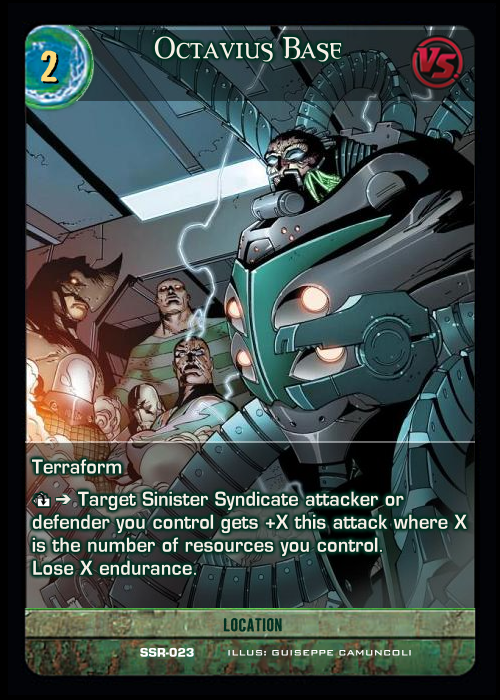 Octavius Base
2
VS.
Terraform
➔ Target Sinister Syndicate attacker or
defender you control gets +X this attack where X
is the number of resources you control.
Lose X endurance.
LOCATION
SSR-023 ILLUS: GUISEPPE CAMUNCOLI